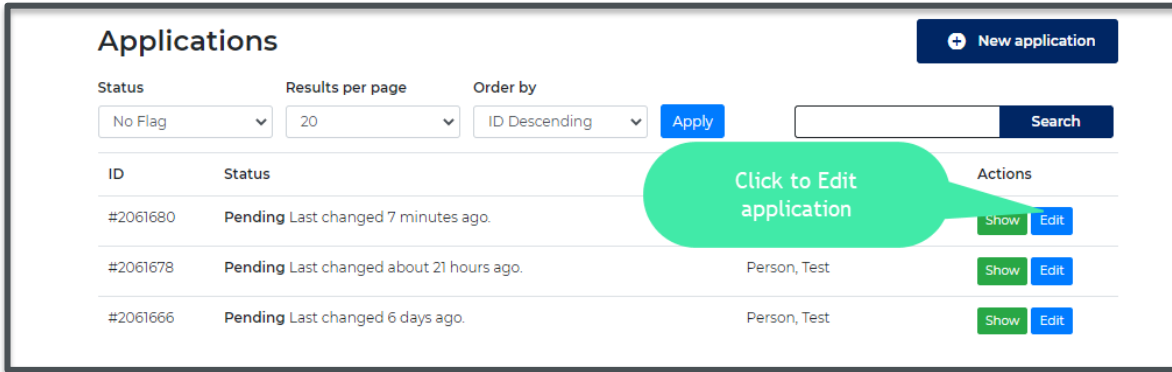 Applications
New application
Status Results per page Order by
No Flag 20 ID Descending Apply Search
ID Status Actions
Click to Edit
application
#2061680 Pending Last changed 7 minutes ago. Show Edit
#2061678 Pending Last changed about 21 hours ago. Person, Test Show Edit
#2061666 Pending Last changed 6 days ago. Person, Test Show Edit